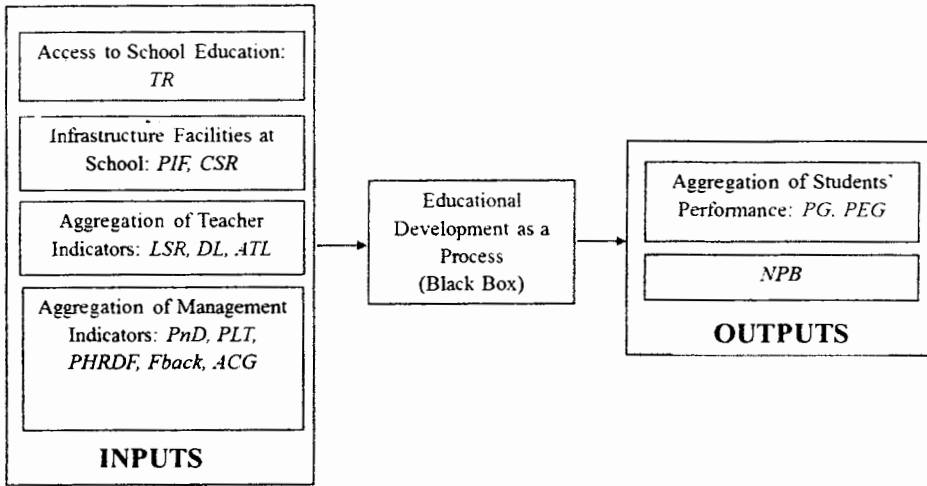 Access to School Education:
TR
Infrastructure Facilities at
School: PIF, CSR
Aggregation of Teacher
Indicators: LSR, DL, ATL
Aggregation of Management
Indicators: PnD, PLT,
PHRDF, Fback, ACG
INPUTS
Educational
Development as a
Process
(Black Box)
Aggregation of Students'
Performance: PG, PEG
NPB
OUTPUTS